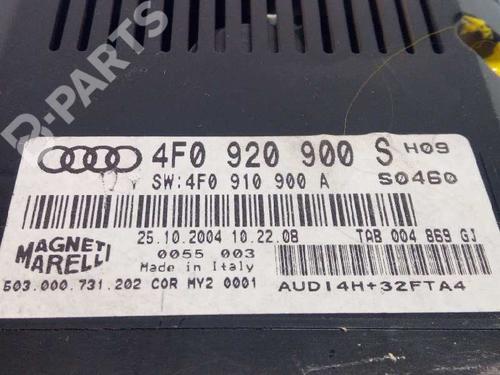 B-PARTS
4F0 920 900 S H09
SW:4F0 910 900 A S0460
25.10.2004 10.22.08 TAB 004 869 GJ
MAGNETI MARELLI
0055 003
Made in Italy
503.000.731.202 COR MY2 0001
AUDI4H+32FTA4